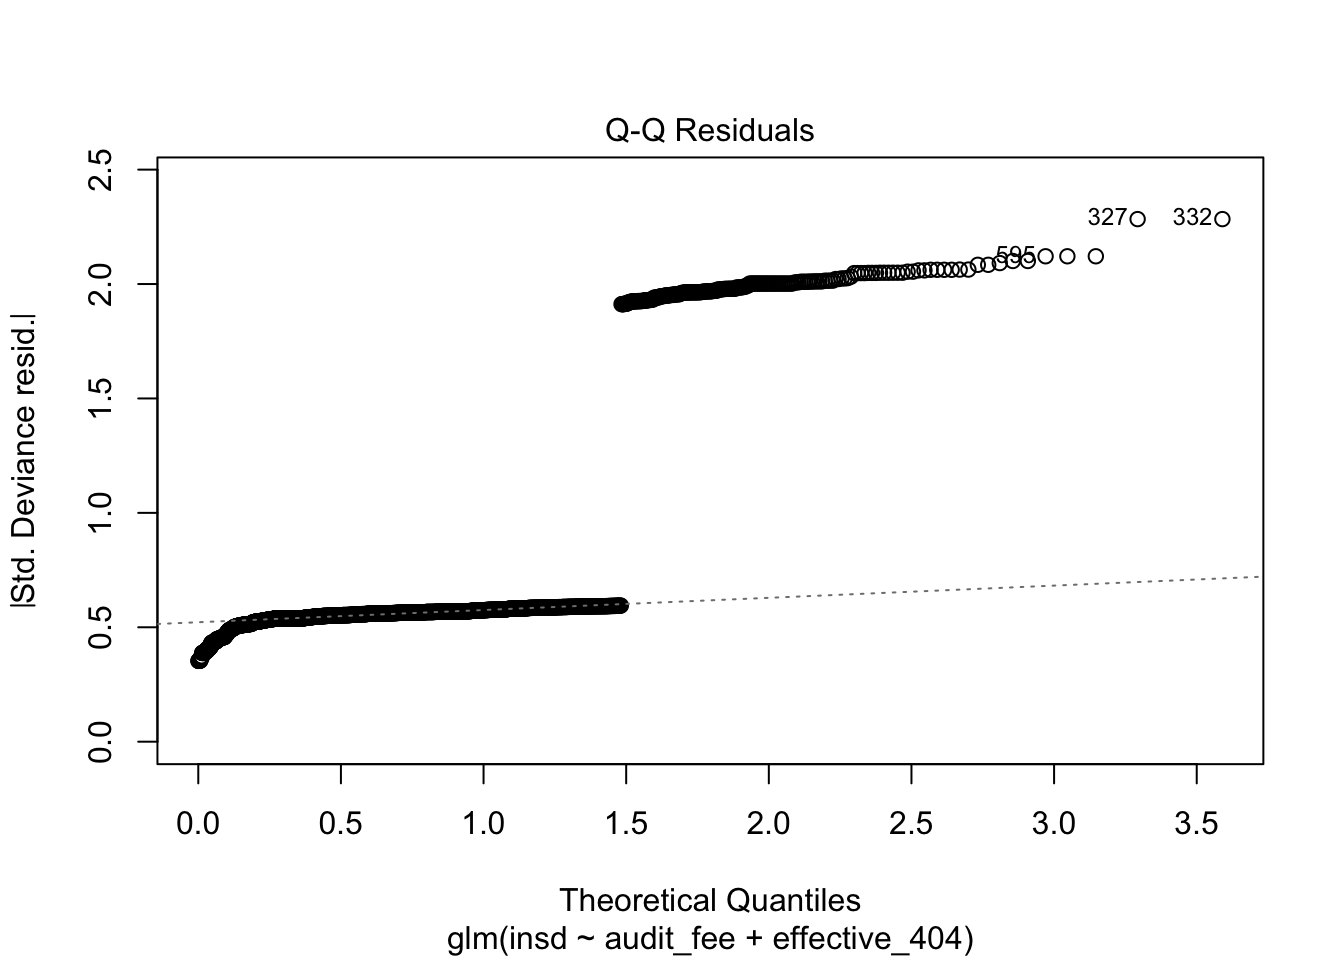 Q-Q Residuals
|Std. Deviance resid.|
2.5
2.0
1.5
1.0
0.5
0.0
327
332
595
0.0 0.5 1.0 1.5 2.0 2.5 3.0 3.5
Theoretical Quantiles
glm(insd ~ audit_fee + effective_404)